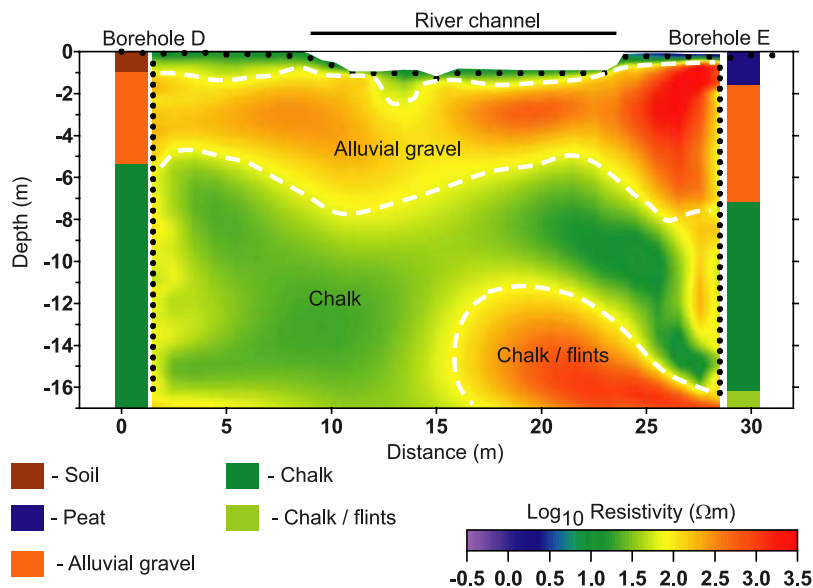 River channel
Borehole D
Borehole E
0
-2
-4
-6
-8
-10
-12
-14
-16
Depth (m)
Alluvial gravel
Chalk
Chalk / flints
0
5
10
15
20
25
30
Distance (m)
- Soil
- Chalk
- Peat
- Chalk / flints
- Alluvial gravel
Log10 Resistivity (Ωm)
-0.5 0.0 0.5 1.0 1.5 2.0 2.5 3.0 3.5